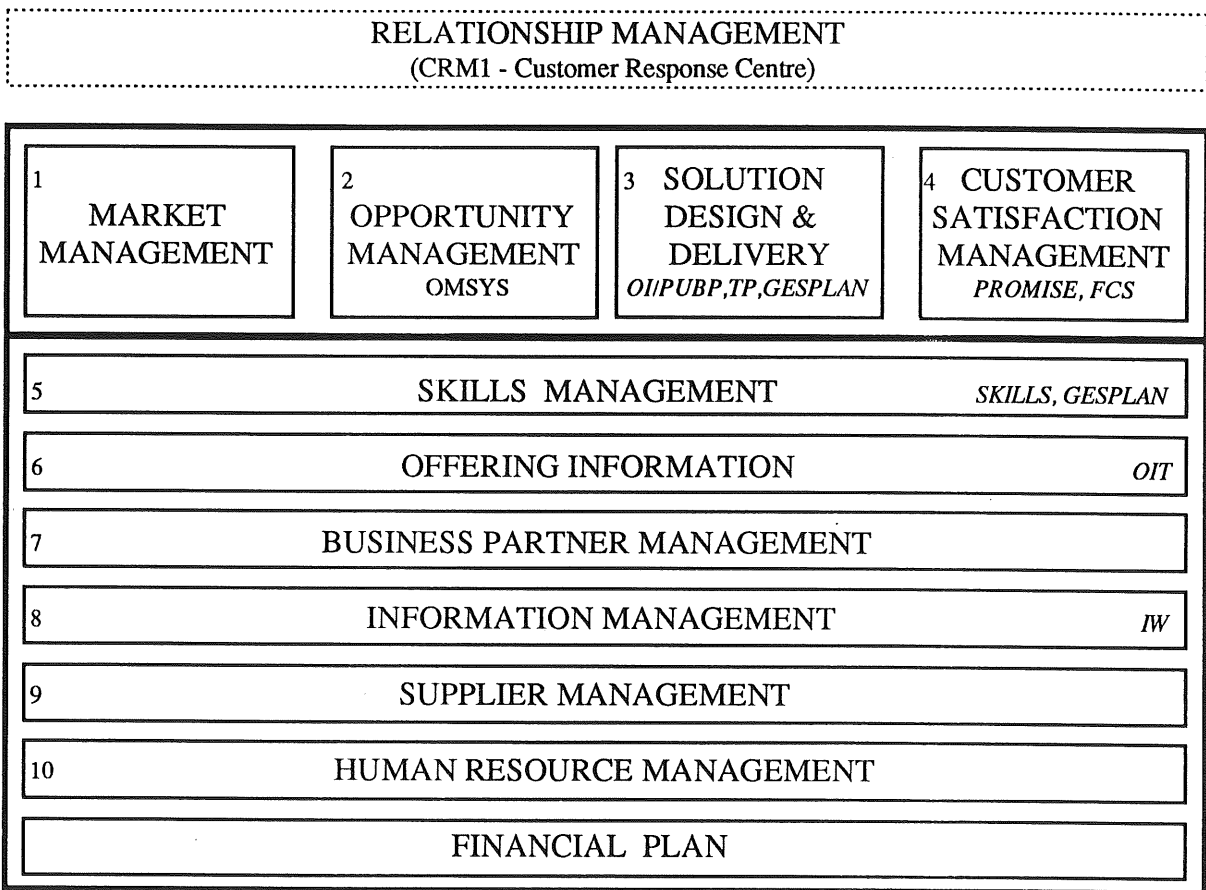 RELATIONSHIP MANAGEMENT
(CRM1 - Customer Response Centre)
1
MARKET
MANAGEMENT
2
OPPORTUNITY
MANAGEMENT
OMSYS
3 SOLUTION
DESIGN &
DELIVERY
OI/PUBP,TP,GESPLAN
4 CUSTOMER
SATISFACTION
MANAGEMENT
PROMISE, FCS
5 SKILLS MANAGEMENT SKILLS, GESPLAN
6 OFFERING INFORMATION OIT
7 BUSINESS PARTNER MANAGEMENT
8 INFORMATION MANAGEMENT IW
9 SUPPLIER MANAGEMENT
10 HUMAN RESOURCE MANAGEMENT
FINANCIAL PLAN